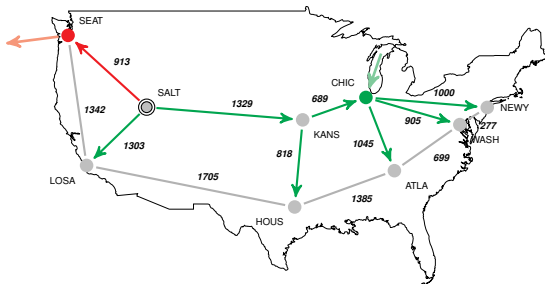 SEAT
913
CHIC
SALT
689
1000
1342
1329
NEWY
905
277
KANS
WASH
1303
818
1045
699
LOSA
1705
ATLA
1385
HOUS